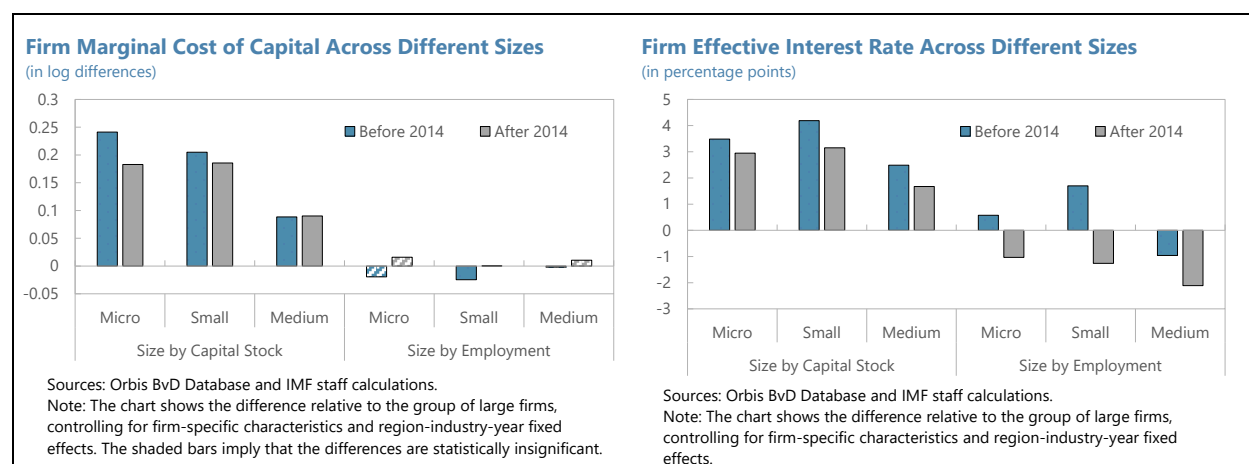 Firm Marginal Cost of Capital Across Different Sizes
(in log differences)
0.3
0.25
0.2
0.15
0.1
0.05
0
-0.05
Before 2014
After 2014
Micro
Small
Medium
Micro
Small
Medium
Size by Capital Stock
Size by Employment
Sources: Orbis BvD Database and IMF staff calculations.
Note: The chart shows the difference relative to the group of large firms,
controlling for firm-specific characteristics and region-industry-year fixed
effects. The shaded bars imply that the differences are statistically insignificant.
Firm Effective Interest Rate Across Different Sizes
(in percentage points)
5
4
3
2
1
0
-1
-2
-3
Before 2014
After 2014
Micro
Small
Medium
Micro
Small
Medium
Size by Capital Stock
Size by Employment
Sources: Orbis BvD Database and IMF staff calculations.
Note: The chart shows the difference relative to the group of large firms,
controlling for firm-specific characteristics and region-industry-year fixed
effects.